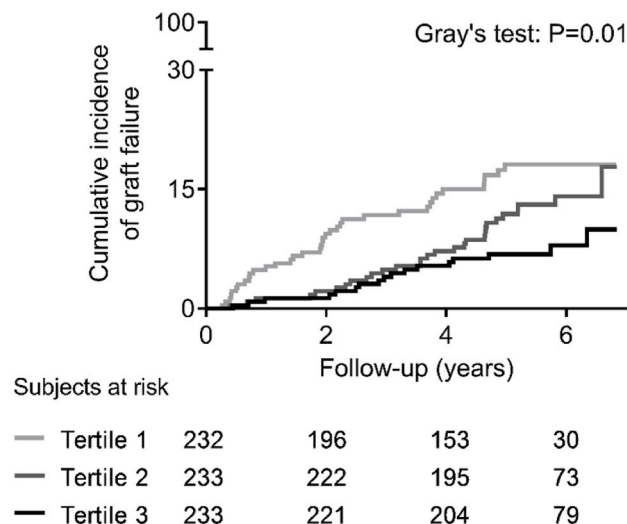 Gray's test: P=0.01
Cumulative incidence
of graft failure
100
30
15
0
0 2 4 6
Follow-up (years)
Subjects at risk
Tertile 1 232 196 153 30
Tertile 2 233 222 195 73
Tertile 3 233 221 204 79